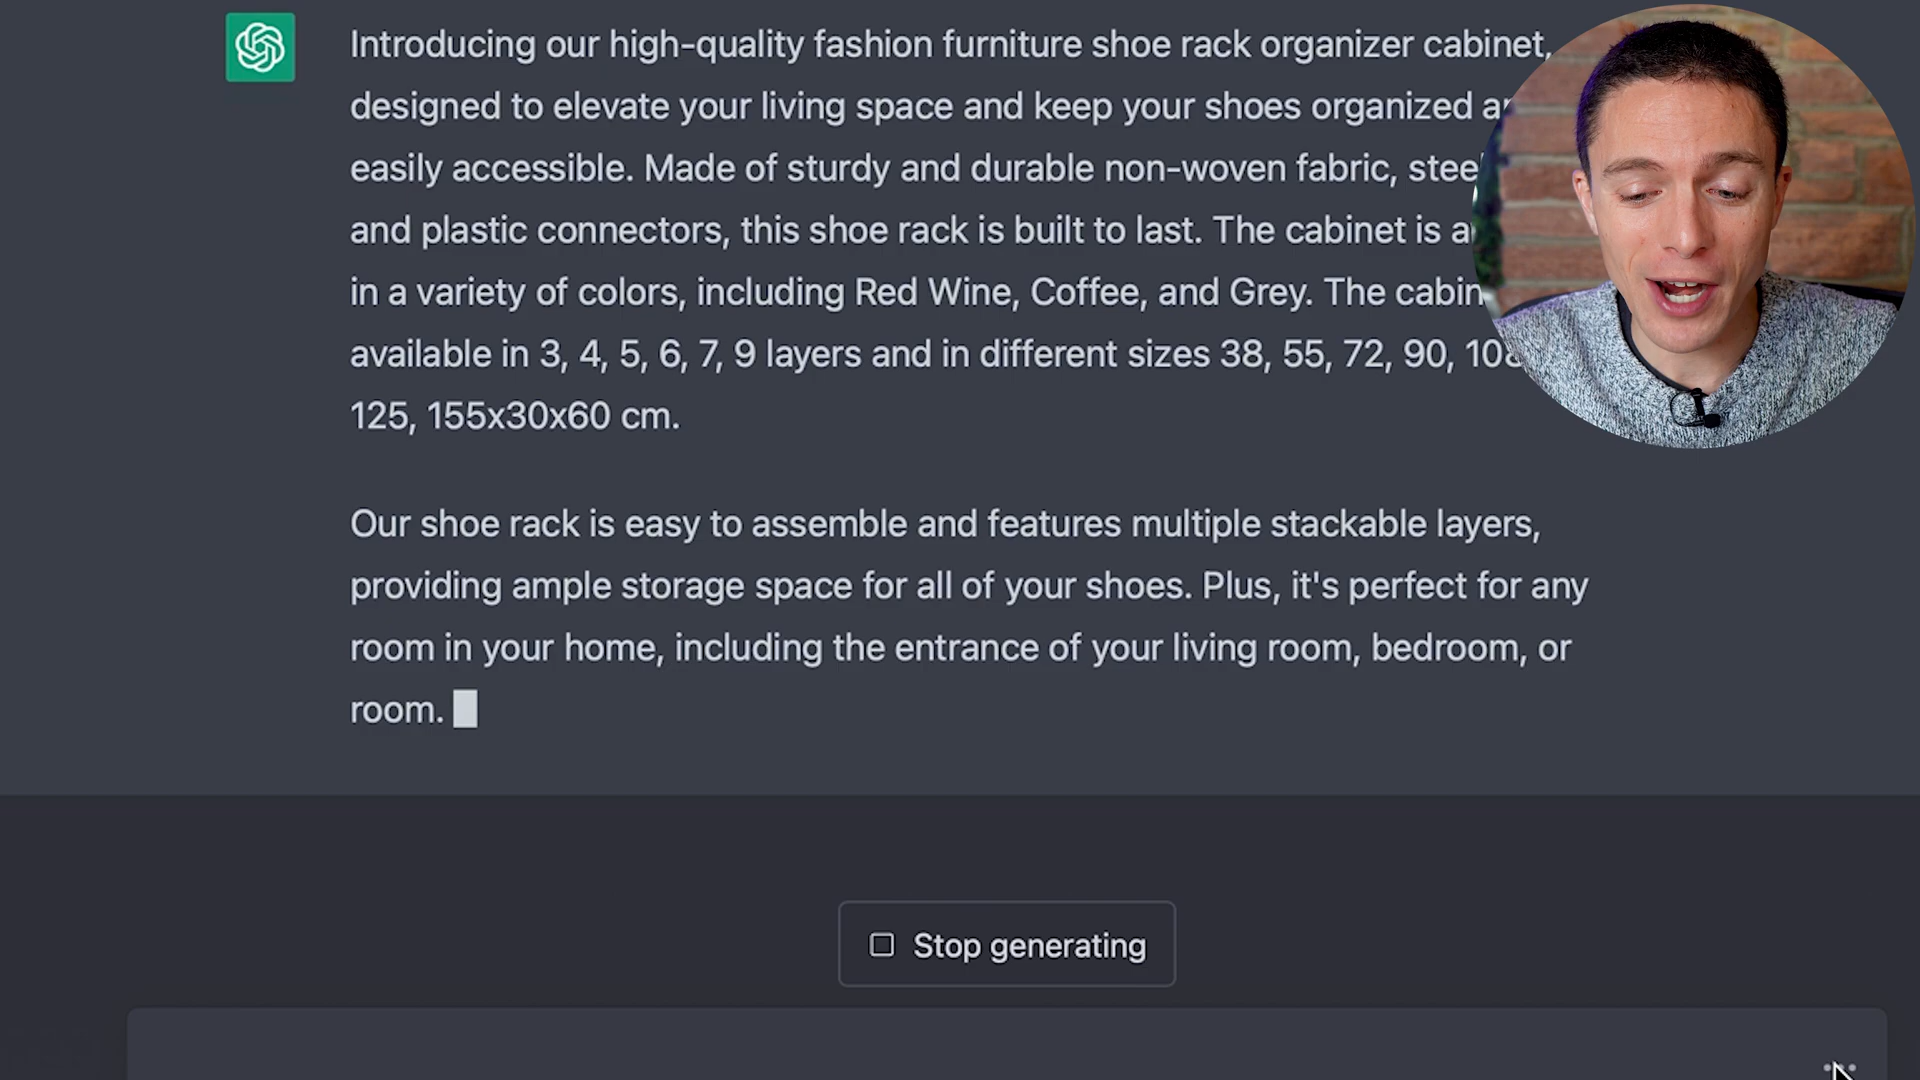 Introducing our high-quality fashion furniture shoe rack organizer cabinet,
designed to elevate your living space and keep your shoes organized
easily accessible. Made of sturdy and durable non-woven fabric,
and plastic connectors, this shoe rack is built to last. The cabinet is
in a variety of colors, including Red Wine, Coffee, and Grey. The
available in 3, 4, 5, 6, 7, 9 layers and in different sizes 38, 55, 72, 90,
125, 155x30x60 cm.
Our shoe rack is easy to assemble and features multiple stackable layers,
providing ample storage space for all of your shoes. Plus, it's perfect for any
room in your home, including the entrance of your living room, bedroom, or
room.
Stop generating